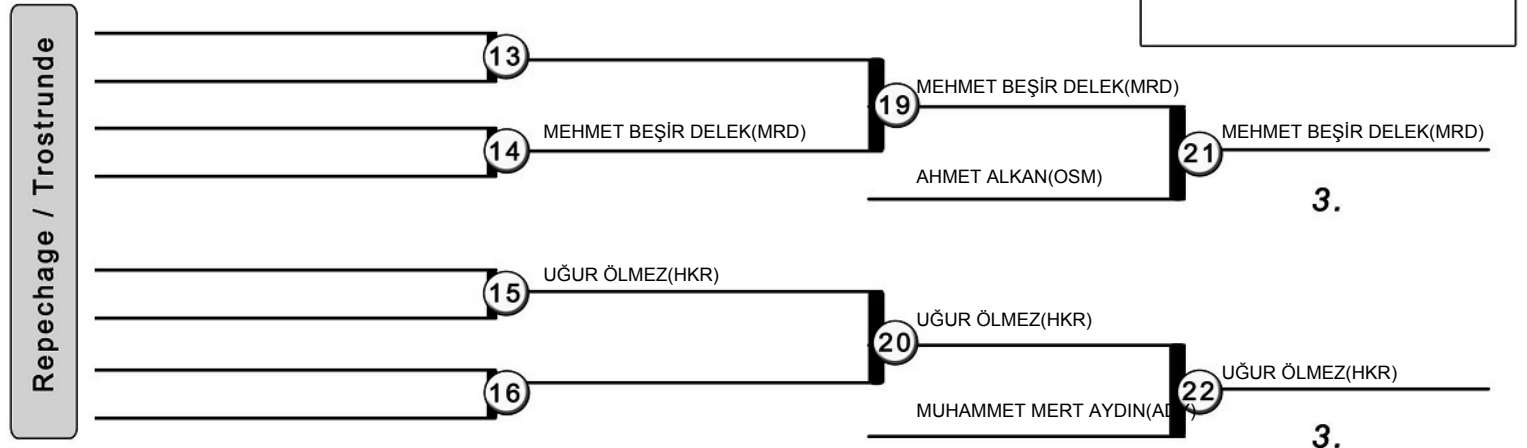 Repechage / Trostrunde
13
MEHMET BEŞİR DELEK(MRD)
14
19
MEHMET BEŞİR DELEK(MRD)
AHMET ALKAN(OSM)
21
MEHMET BEŞİR DELEK(MRD)
3.
UĞUR ÖLMEZ(HKR)
15
16
20
UĞUR ÖLMEZ(HKR)
MUHAMMET MERT AYDIN
22
UĞUR ÖLMEZ(HKR)
3.